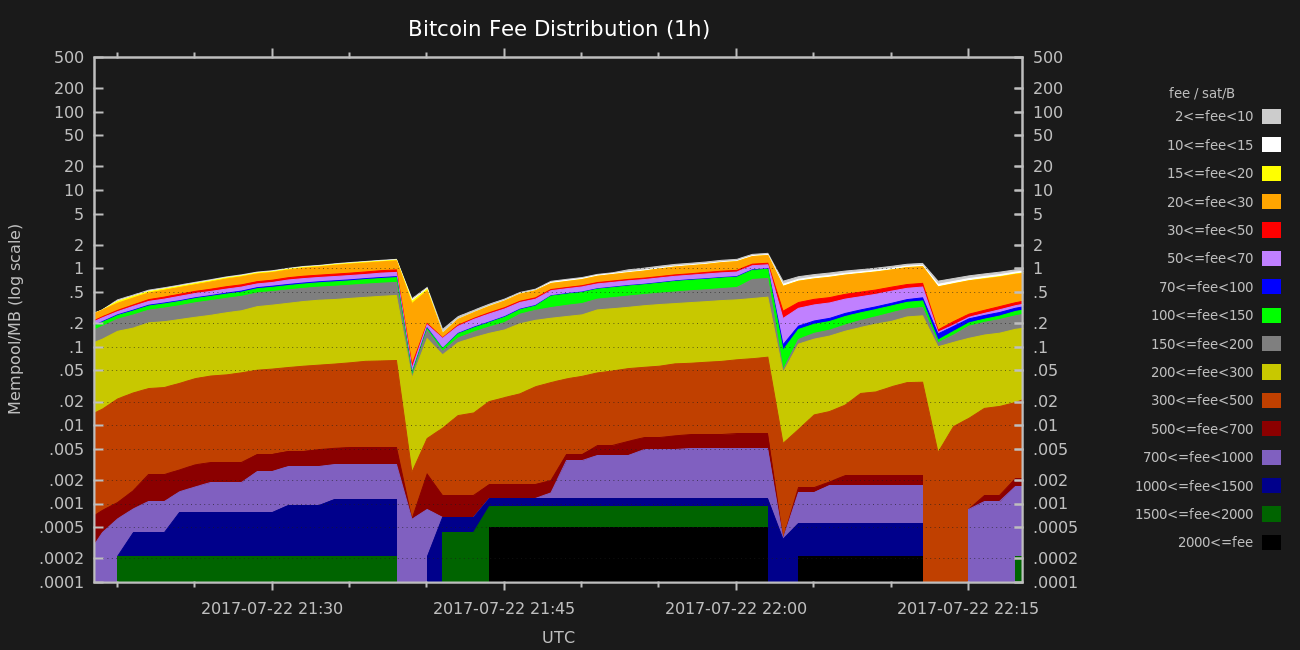 Bitcoin Fee Distribution (1h)
500 500
200 200
100 100
50 50
20 20
10 10
5 5
2 2
1 1
.5 .5
.2 .2
.1 .1
.05 .05
.02 .02
.01 .01
.005 .005
.002 .002
.001 .001
.0005 .0005
.0002 .0002
.0001 .0001
Mempool/MB (log scale)
2017-07-22 21:30 2017-07-22 21:45 2017-07-22 22:00 2017-07-22 22:15
UTC
fee / sat/B
2<=fee<10
10<=fee<15
15<=fee<20
20<=fee<30
30<=fee<50
50<=fee<70
70<=fee<100
100<=fee<150
150<=fee<200
200<=fee<300
300<=fee<500
500<=fee<700
700<=fee<1000
1000<=fee<1500
1500<=fee<2000
2000<=fee